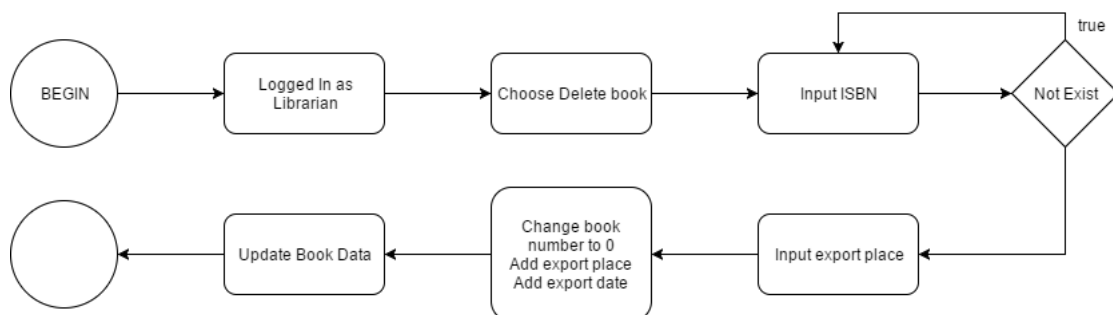 true
BEGIN
Logged In as
Librarian
Choose Delete book
Input ISBN
Not Exist
Update Book Data
Change book
number to 0
Add export place
Add export date
Input export place